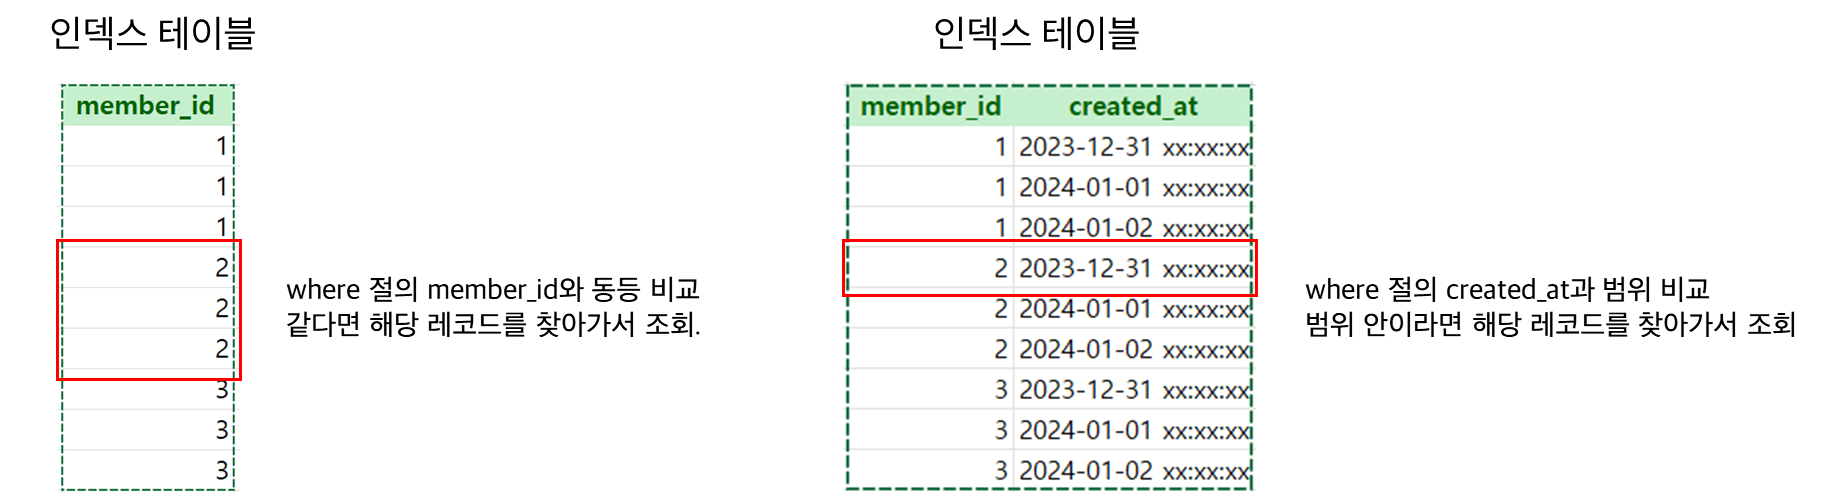 인덱스 테이블
member_id
1
1
1
2
2
2
3
3
3
where 절의 member_id와 동등 비교
같다면 해당 레코드를 찾아가서 조회.
인덱스 테이블
member_id created_at
1 2023-12-31 xx:xx:xx
1 2024-01-01 xx:xx:xx
1 2024-01-02 xx:xx:xx
2 2023-12-31 xx:xx:xx
2 2024-01-01 xx:xx:xx
2 2024-01-02 xx:xx:xx
3 2023-12-31 xx:xx:xx
3 2024-01-01 xx:xx:xx
3 2024-01-02 xx:xx:xx
where 절의 created_at과 범위 비교
범위 안이라면 해당 레코드를 찾아가서 조회